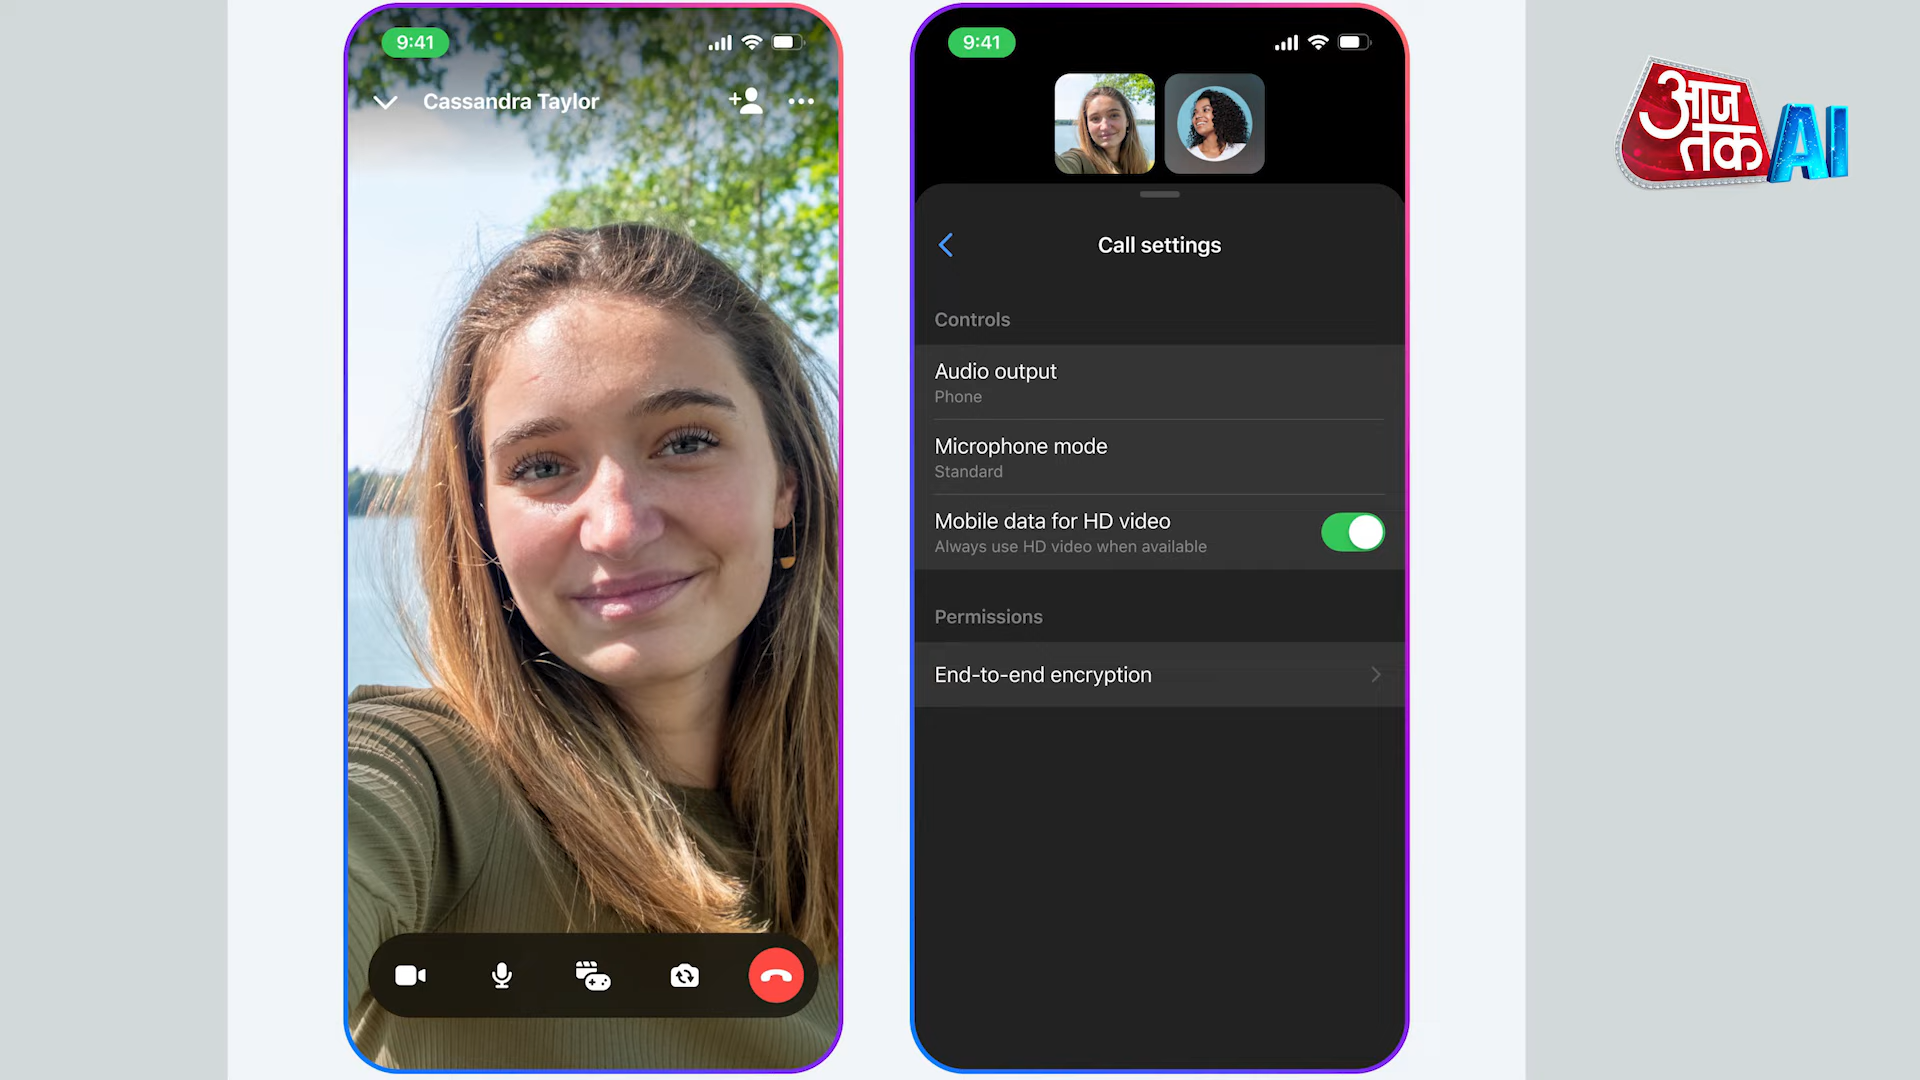 9:41
Cassandra Taylor
9:41
Call settings
Controls
Audio output
Phone
Microphone mode
Standard
Mobile data for HD video
Always use HD video when available
Permissions
End-to-end encryption
आज
तक
AI